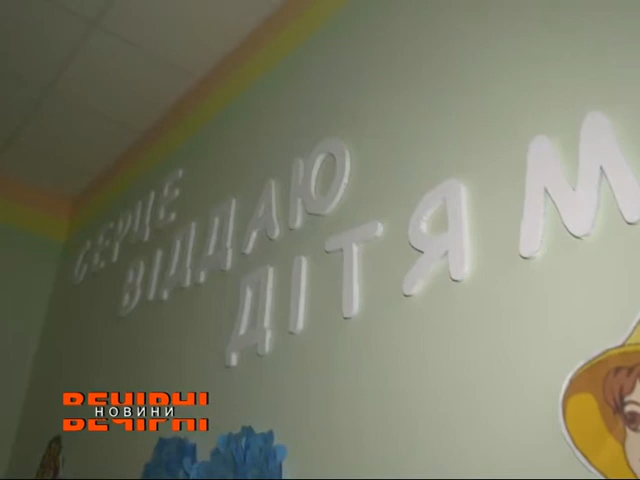 СЕРЦЕ
ВІДДАЮ
ДІТЯМ
ВЕЧІРНІ
НОВИНИ